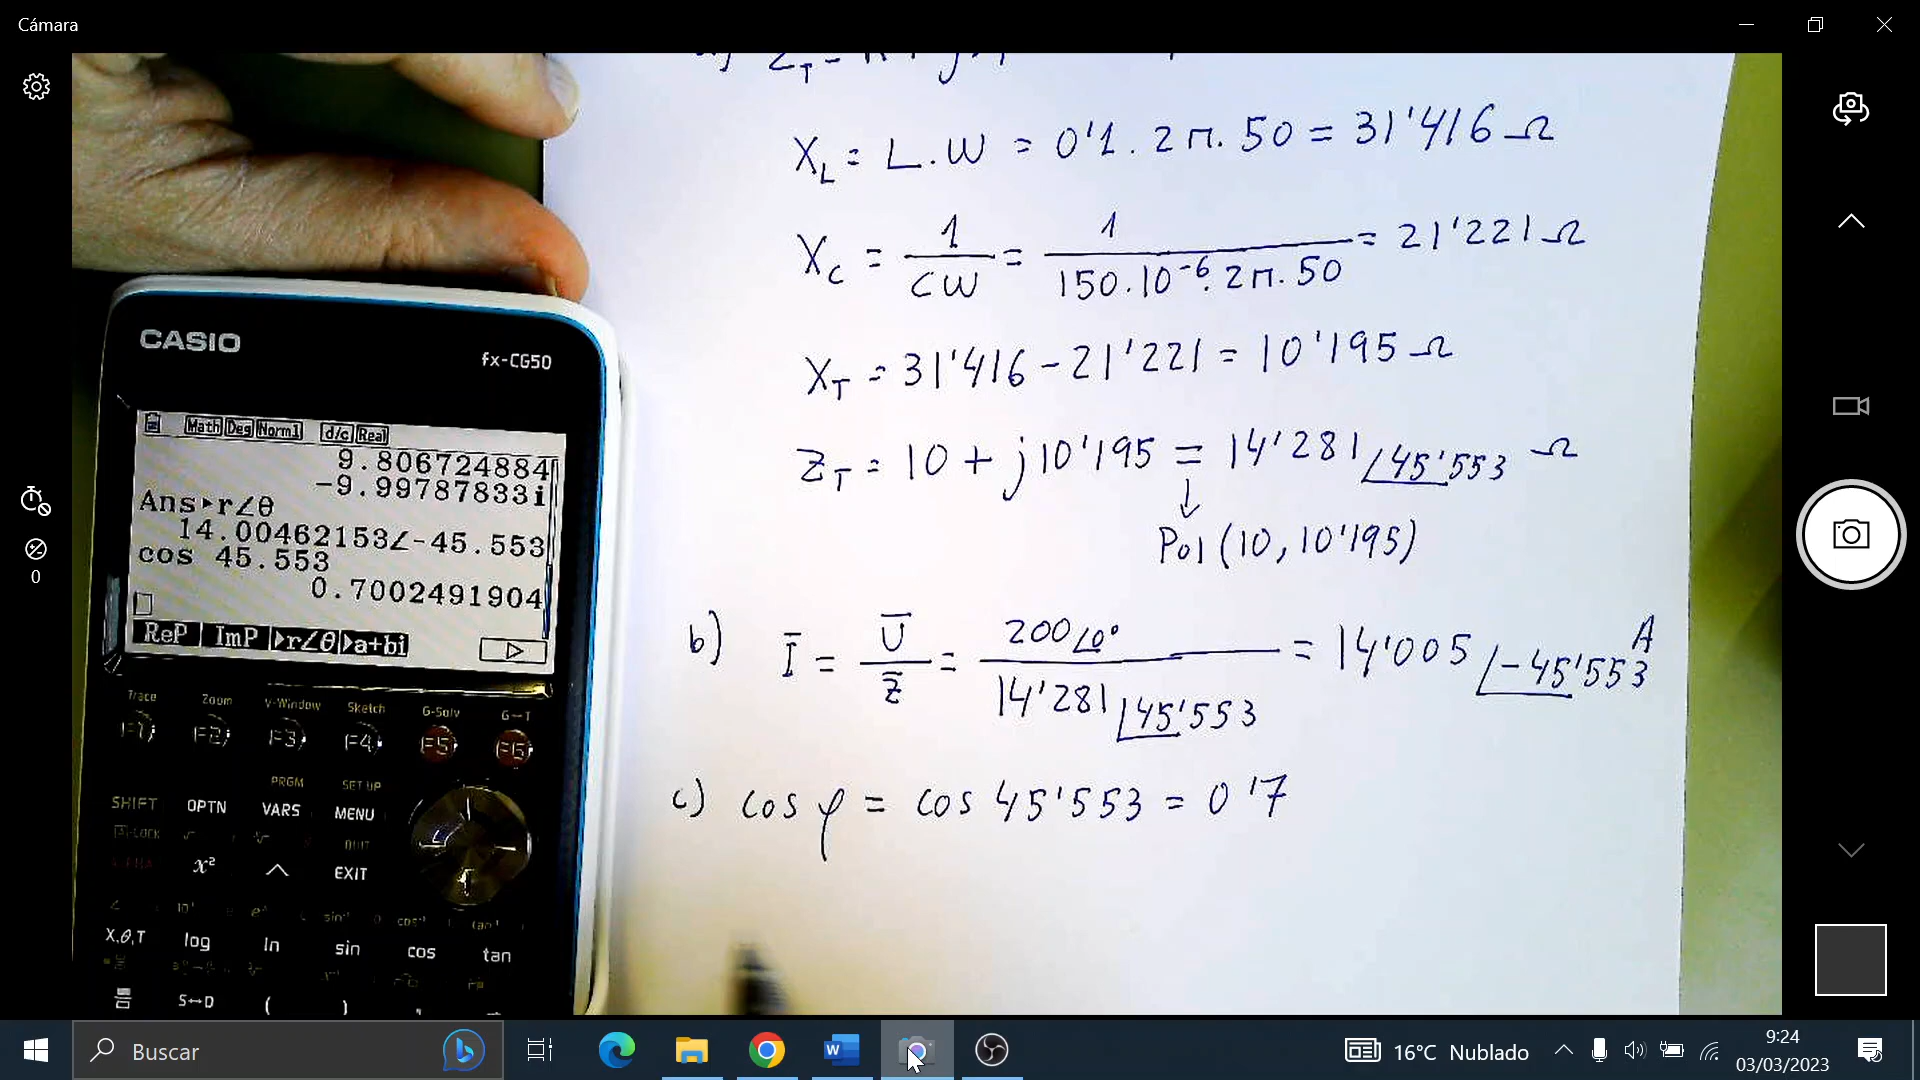 Cámara
X_L = L.W = 0'1. 2π. 50 = 31'416 Ω
X_C = 1/CW = 1/150.10^-6. 2π. 50 = 21'221 Ω
X_T = 31'416 - 21'221 = 10'195 Ω
Z_T = 10 + j10'195 = 14'281 ∠45'553 Ω
↓
Pol (10, 10'195)
b) Ī = Ū/Z̄ = 200∠0°/14'281∠45'553 = 14'005 ∠-45'553 A
c) cos φ = cos 45'553 = 0'7
CASIO
fx-CG50
Math Deg Norm1 d/c Real
9.806724884
-9.99787833i
Ans▸r∠θ
14.00462153∠-45.553
cos 45.553
0.7002491904
ReP ImP ▸r∠θ ▸a+bi ▷
Trace Zoom V-Window Sketch G-Solv G↔T
F1 F2 F3 F4 F5 F6
PRGM SET UP
SHIFT OPTN VARS MENU
QUIT
x² ^ EXIT
X,θ,T log ln sin cos tan
S↔D ( )
0
Buscar
16°C Nublado
9:24
03/03/2023